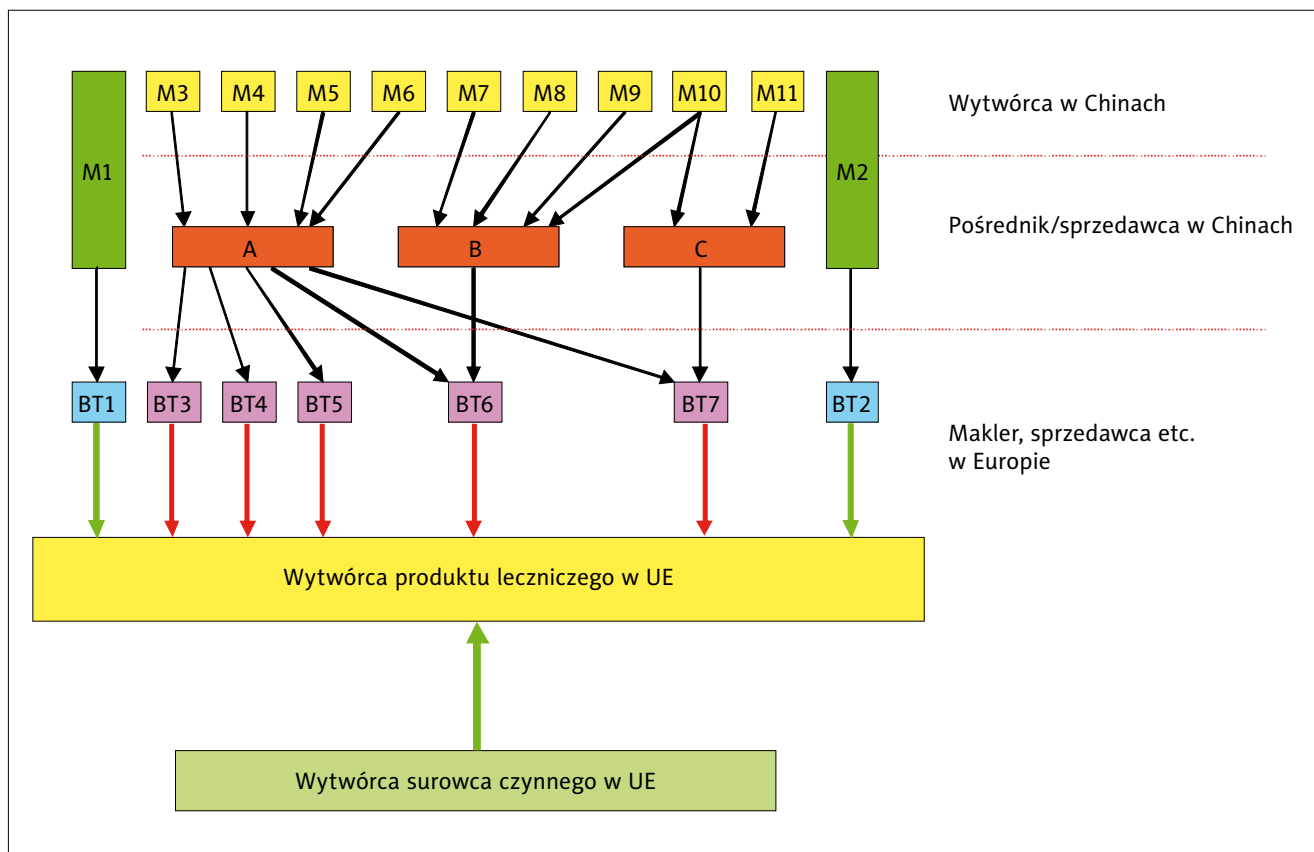 M3
M4
M5
M6
M7
M8
M9
M10
M11
Wytwórca w Chinach
M1
M2
A
B
C
Pośrednik/sprzedawca w Chinach
BT1
BT3
BT4
BT5
BT6
BT7
BT2
Makler, sprzedawca etc.
w Europie
Wytwórca produktu leczniczego w UE
Wytwórca surowca czynnego w UE